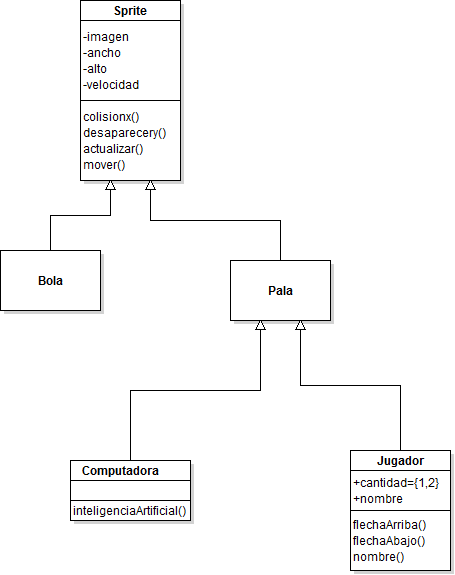 Sprite
-imagen
-ancho
-alto
-velocidad
colisionx()
desaparecery()
actualizar()
mover()
Bola
Pala
Computadora
inteligenciaArtificial()
Jugador
+cantidad={1,2}
+nombre
flechaArriba()
flechaAbajo()
nombre()